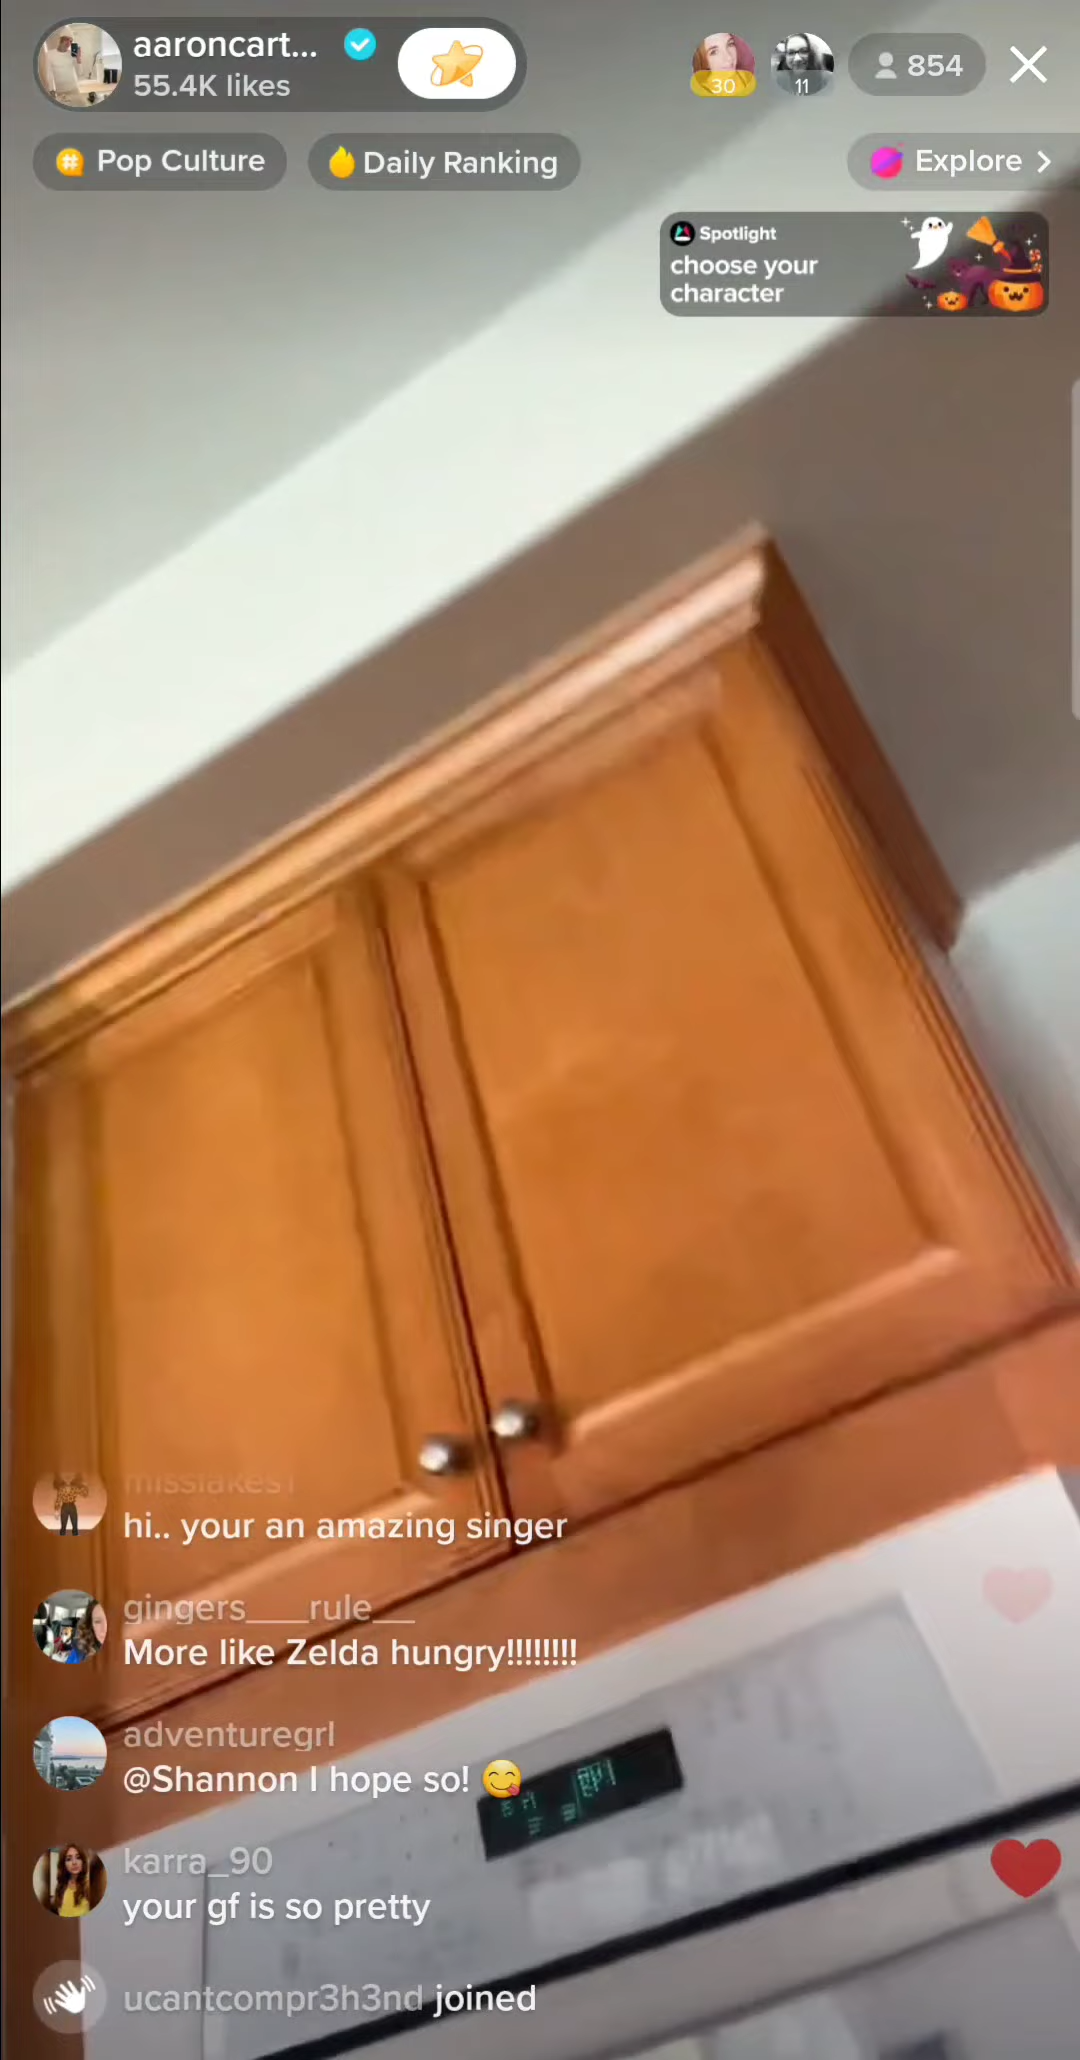 aaroncart...
55.4K likes
30
11
854
Pop Culture
Daily Ranking
Explore
Spotlight
choose your
character
misslakes1
hi.. your an amazing singer
gingers___rule__
More like Zelda hungry!!!!!!!!
adventuregrl
@Shannon I hope so! 😋
karra_90
your gf is so pretty
ucantcompr3h3nd joined